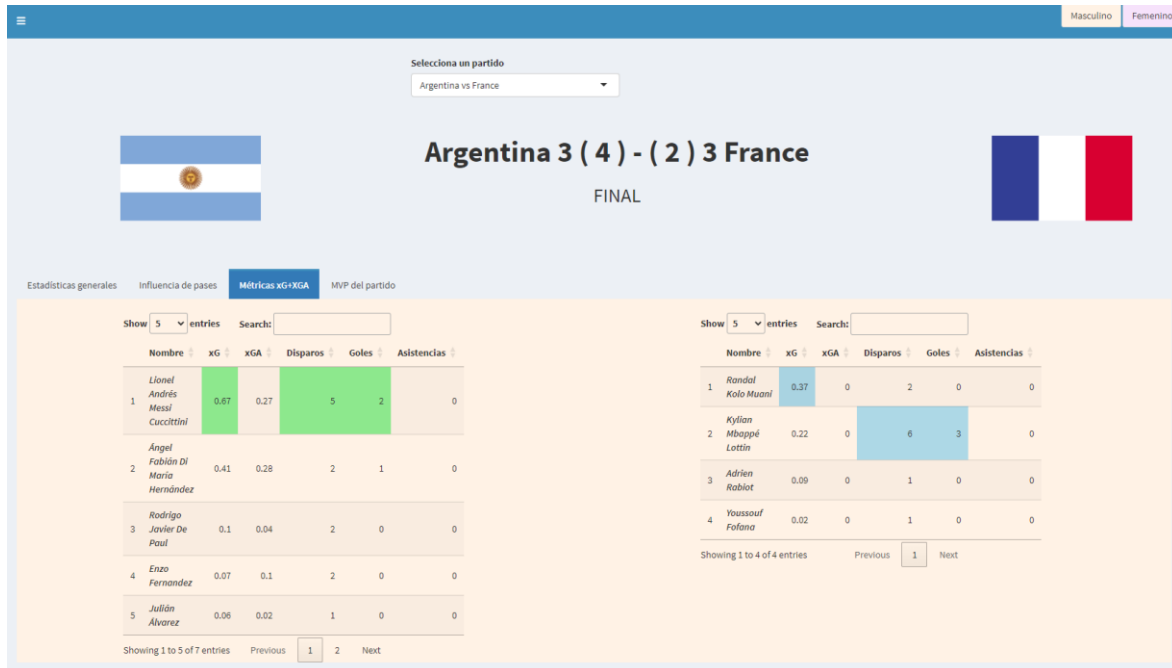 Masculino Femenino
Selecciona un partido
Argentina vs France
Argentina 3 ( 4 ) - ( 2 ) 3 France
FINAL
Estadísticas generales Influencia de pases Métricas xG+XGA MVP del partido
Show 5 entries Search:
Nombre xG xGA Disparos Goles Asistencias
1 Lionel Andrés Messi Cuccittini 0.67 0.27 5 2 0
2 Ángel Fabián Di María Hernández 0.41 0.28 2 1 0
3 Rodrigo Javier De Paul 0.1 0.04 2 0 0
4 Enzo Fernandez 0.07 0.1 2 0 0
5 Julián Álvarez 0.06 0.02 1 0 0
Showing 1 to 5 of 7 entries Previous 1 2 Next
Show 5 entries Search:
Nombre xG xGA Disparos Goles Asistencias
1 Randal Kolo Muani 0.37 0 2 0 0
2 Kylian Mbappé Lottin 0.22 0 6 3 0
3 Adrien Rabiot 0.09 0 1 0 0
4 Youssouf Fofana 0.02 0 1 0 0
Showing 1 to 4 of 4 entries Previous 1 Next